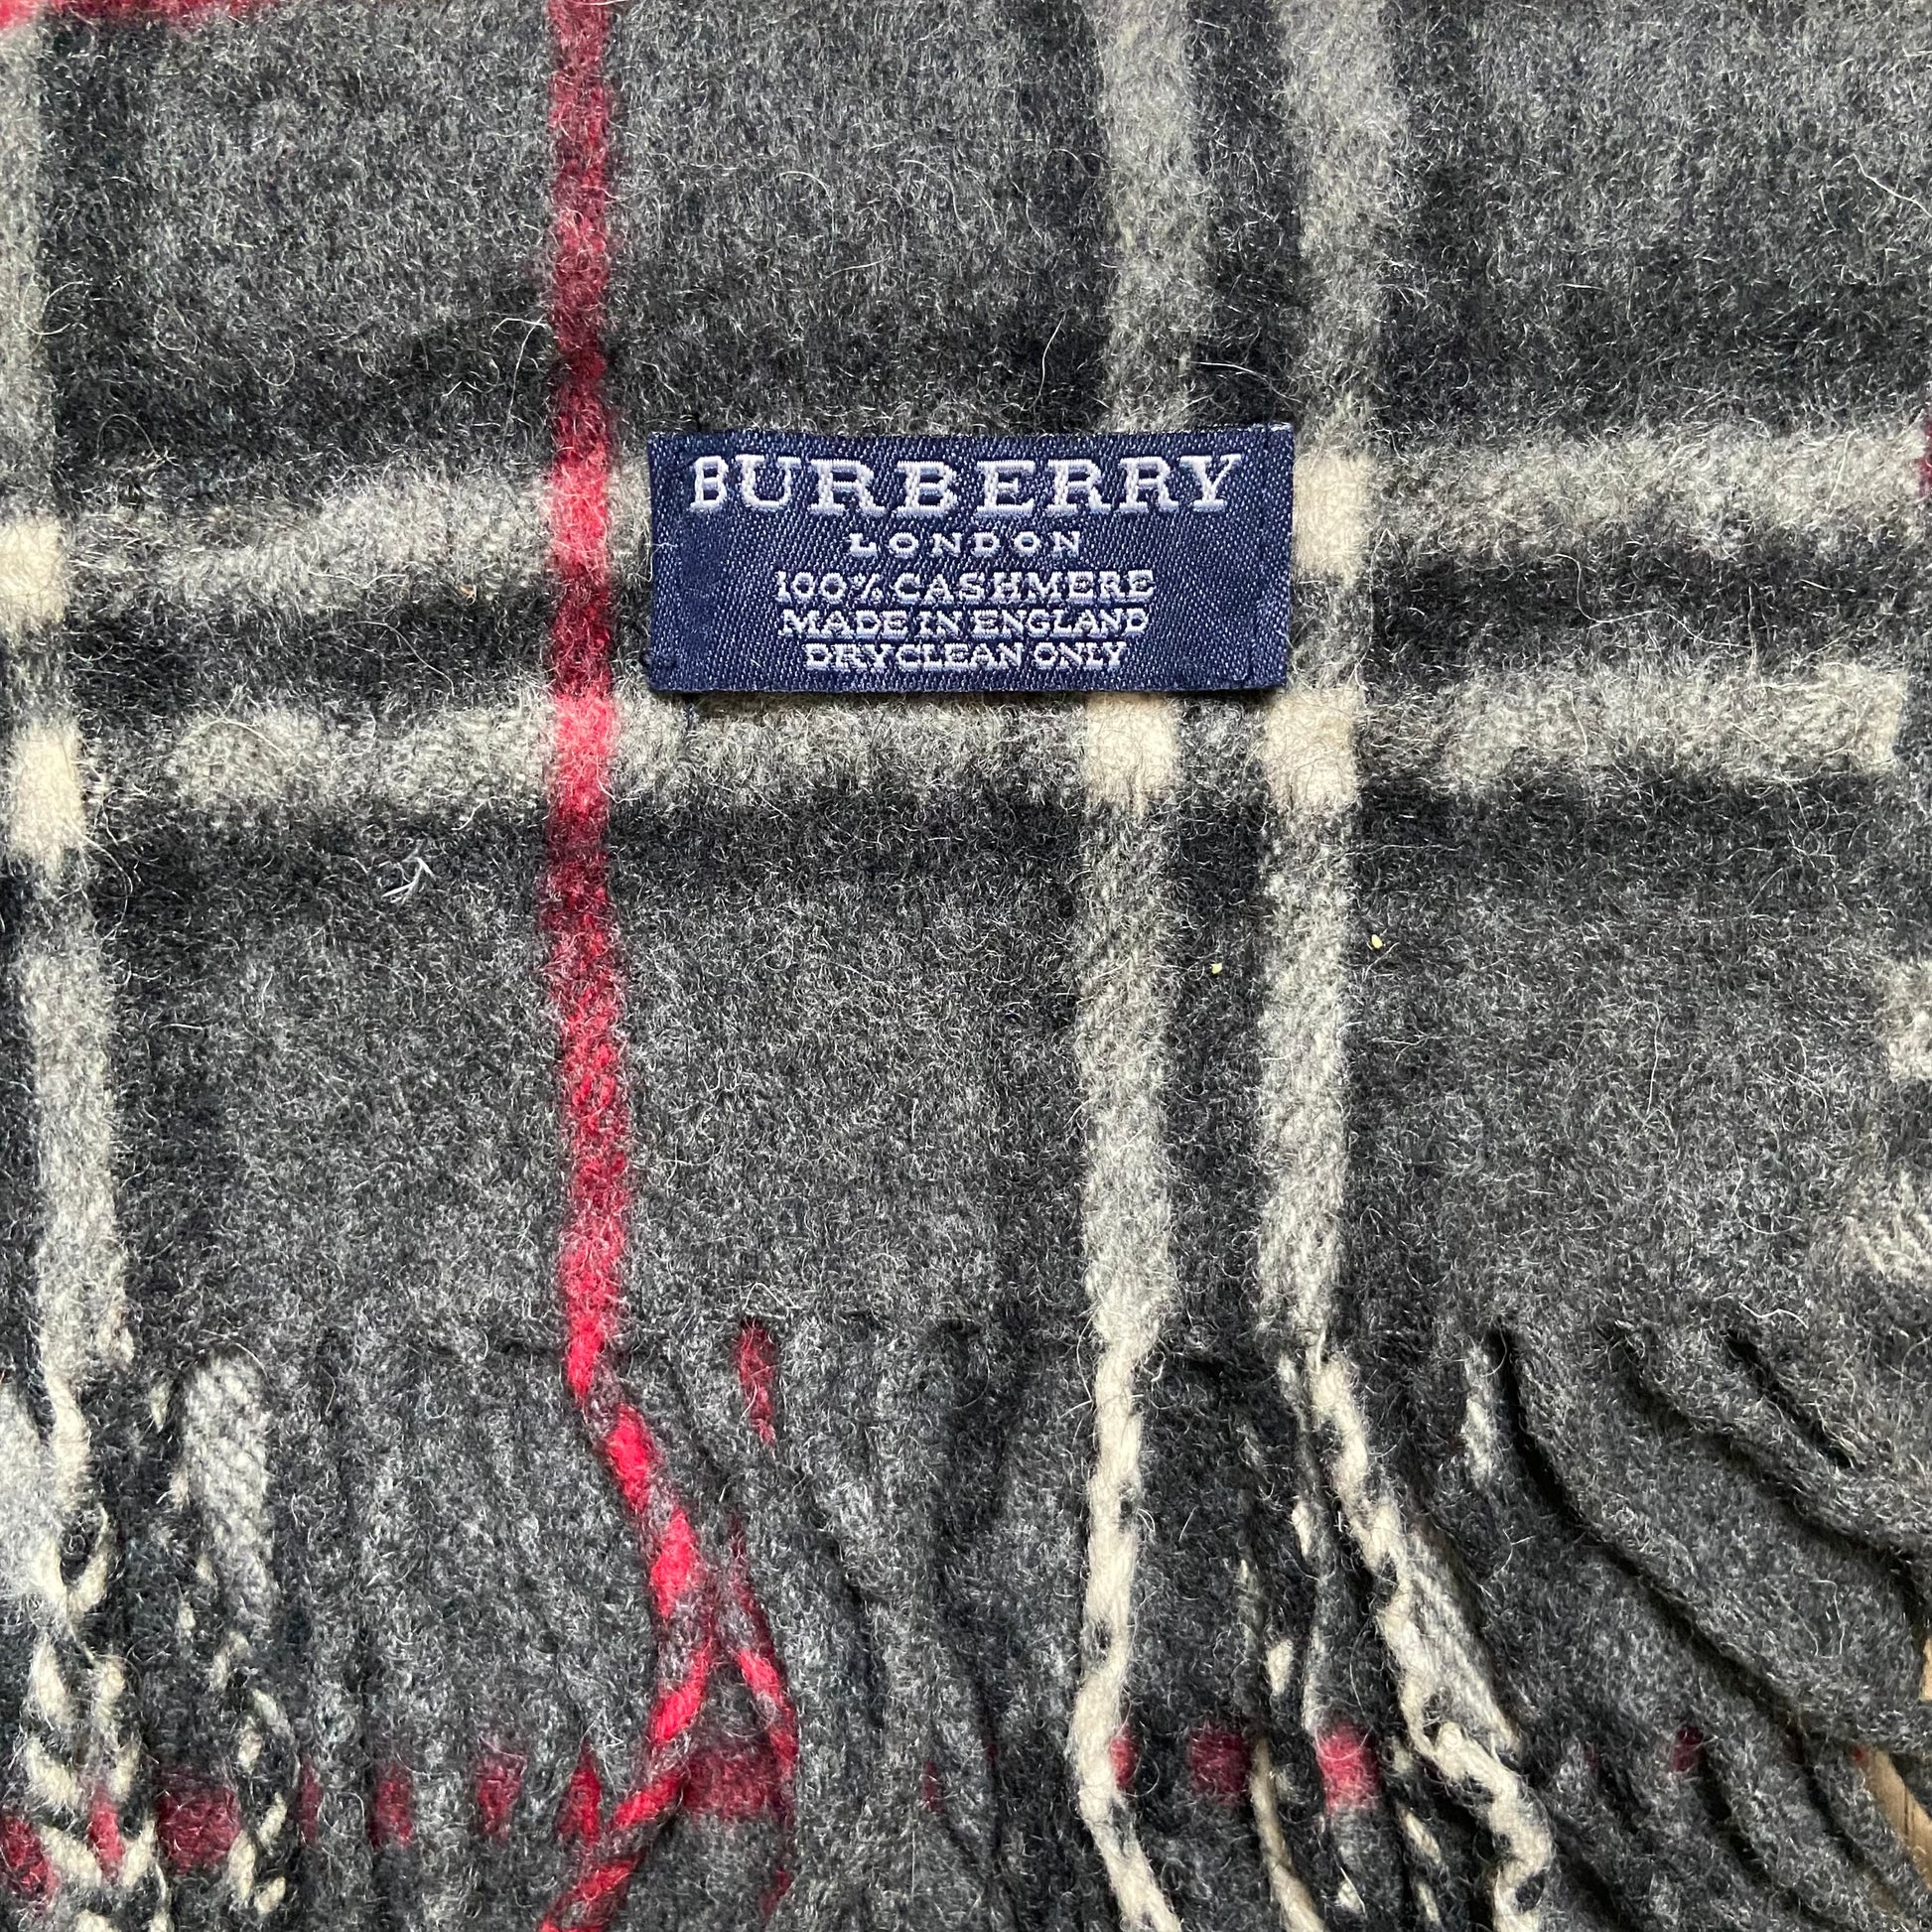 BURBERRY
LONDON
100% CASHMERE
MADE IN ENGLAND
DRY CLEAN ONLY